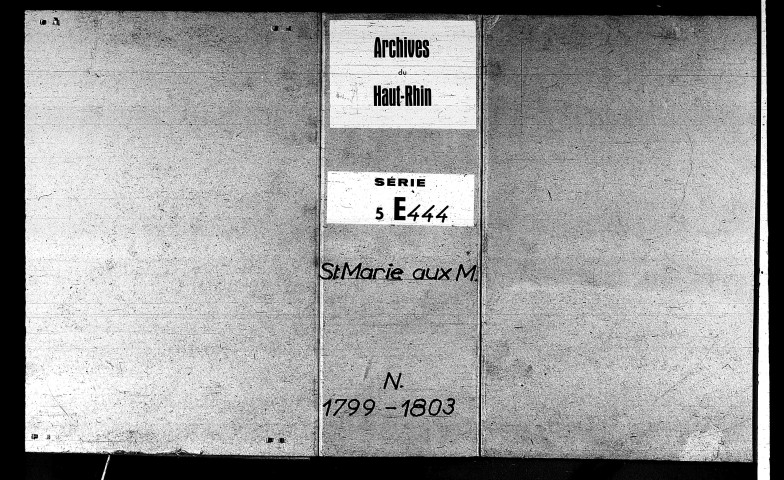 Archives
du
Haut-Rhin
SÉRIE
5 E444
St Marie aux M.
N.
1799-1803